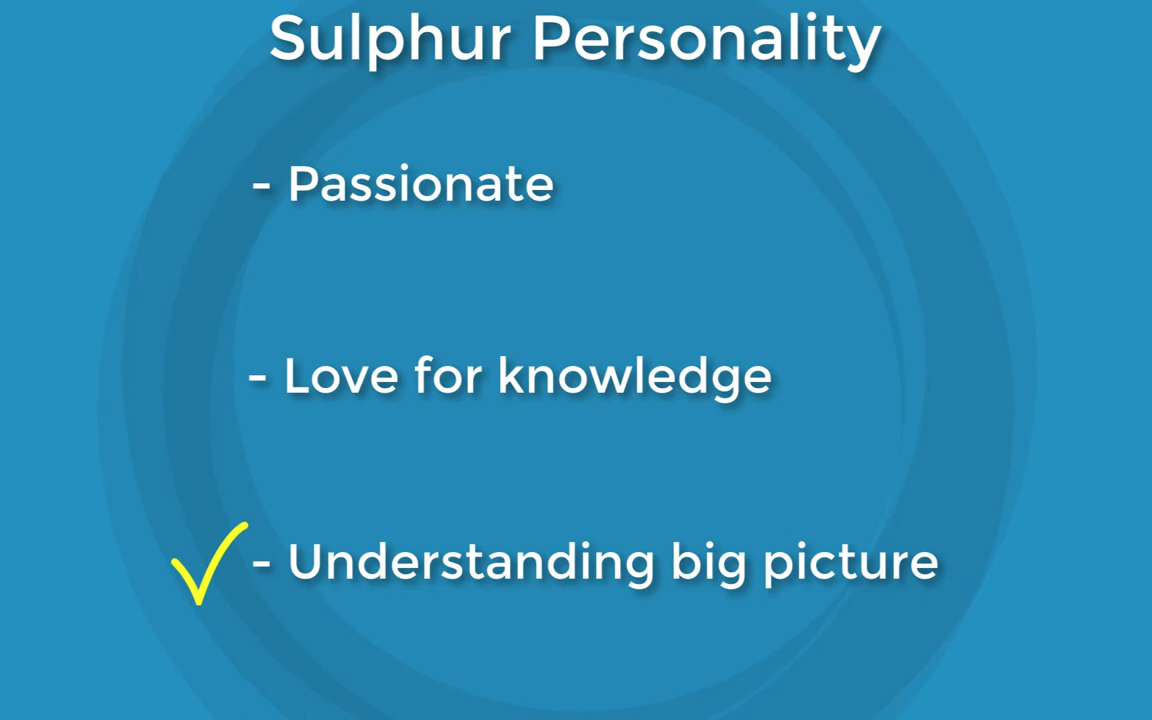 Sulphur Personality
- Passionate
- Love for knowledge
- Understanding big picture